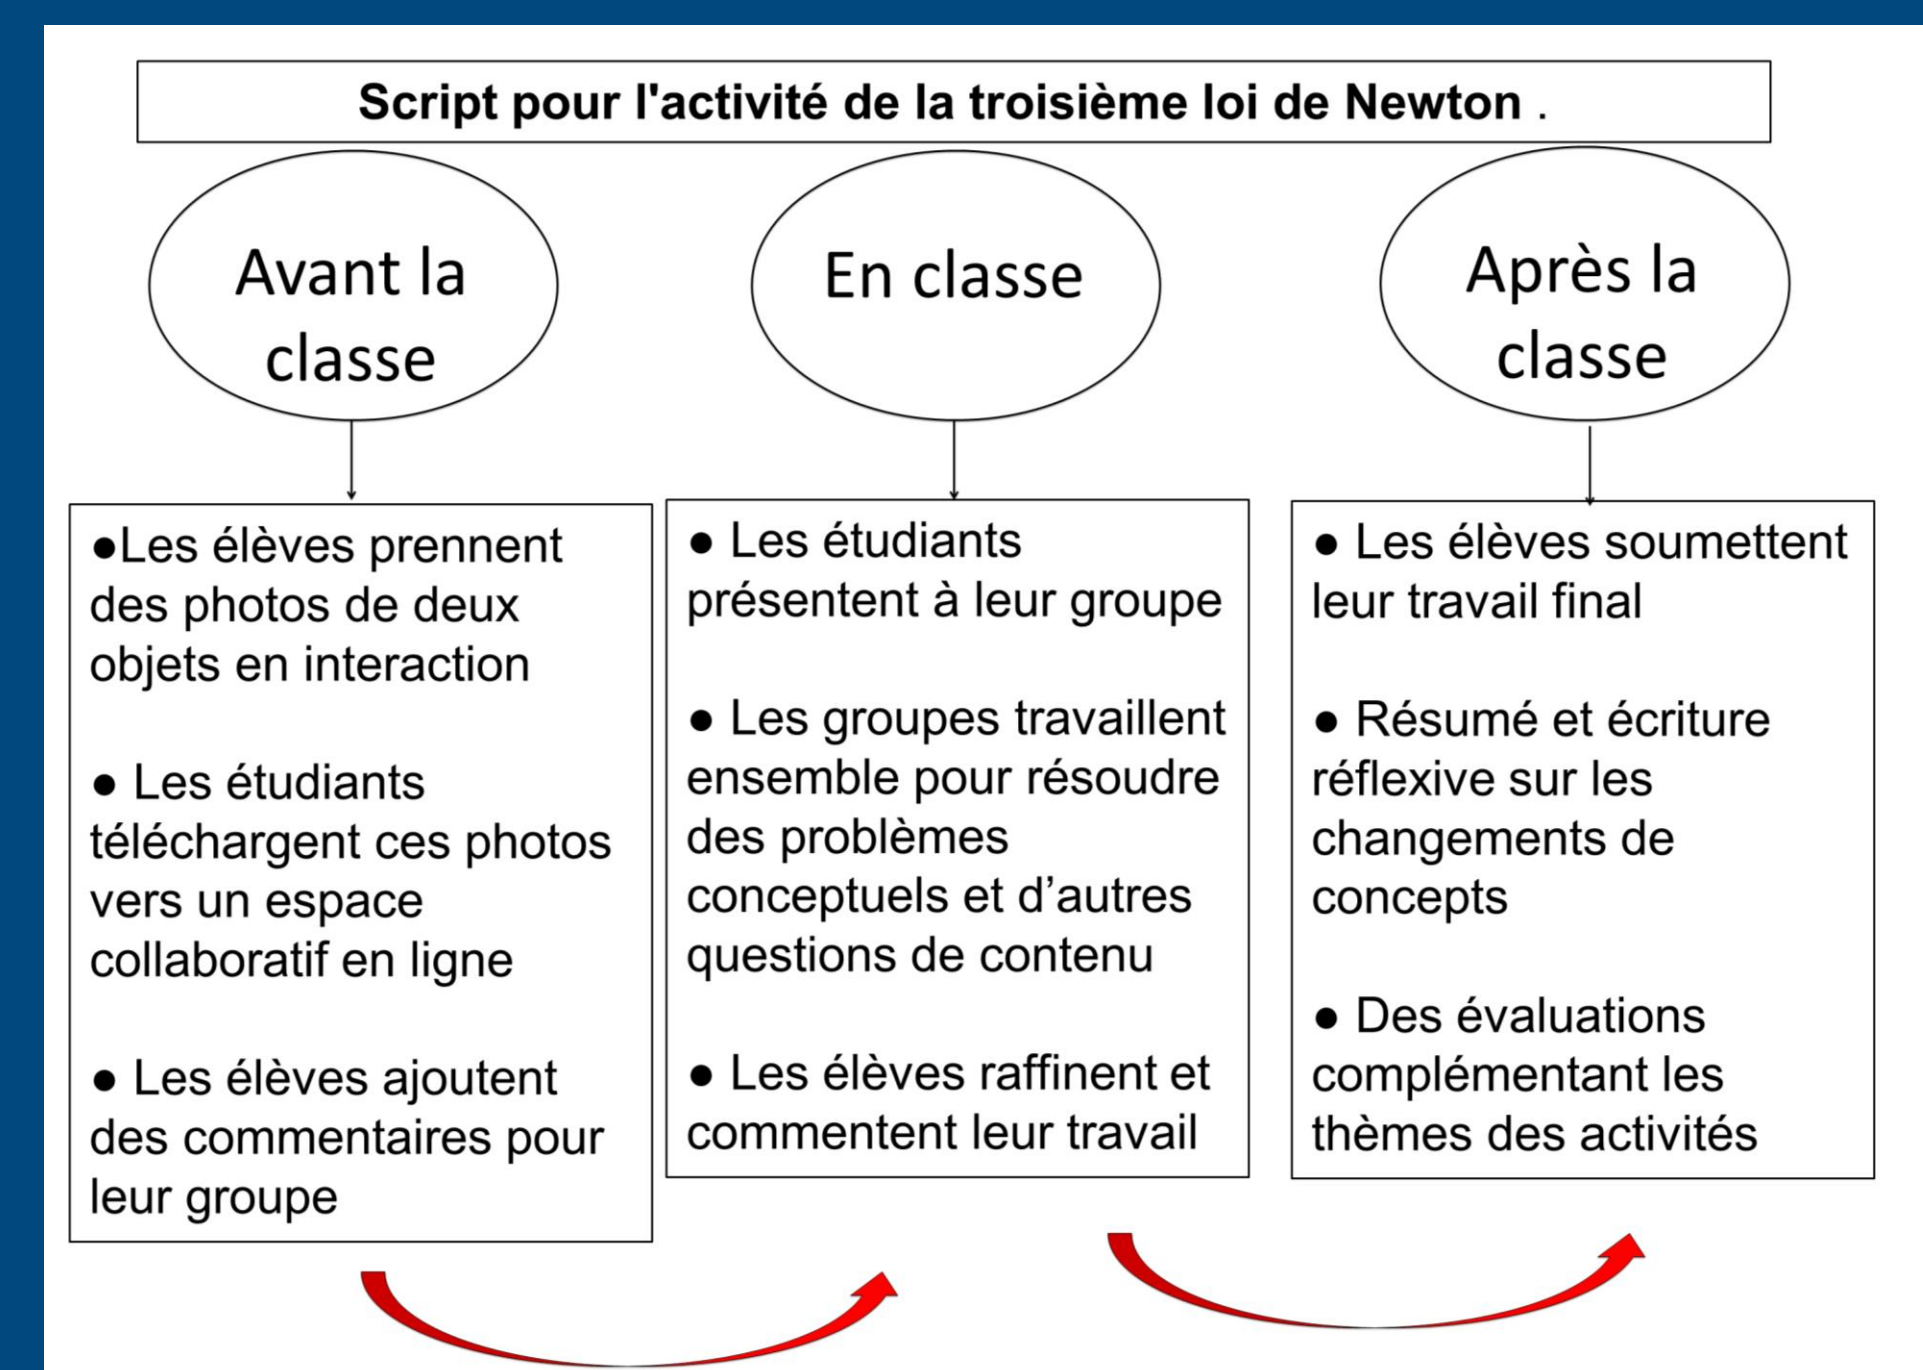 Script pour l'activité de la troisième loi de Newton .
Avant la
classe
●Les élèves prennent
des photos de deux
objets en interaction
● Les étudiants
téléchargent ces photos
vers un espace
collaboratif en ligne
● Les élèves ajoutent
des commentaires pour
leur groupe
En classe
● Les étudiants
présentent à leur groupe
● Les groupes travaillent
ensemble pour résoudre
des problèmes
conceptuels et d’autres
questions de contenu
● Les élèves raffinent et
commentent leur travail
Après la
classe
● Les élèves soumettent
leur travail final
● Résumé et écriture
réflexive sur les
changements de
concepts
● Des évaluations
complémentant les
thèmes des activités